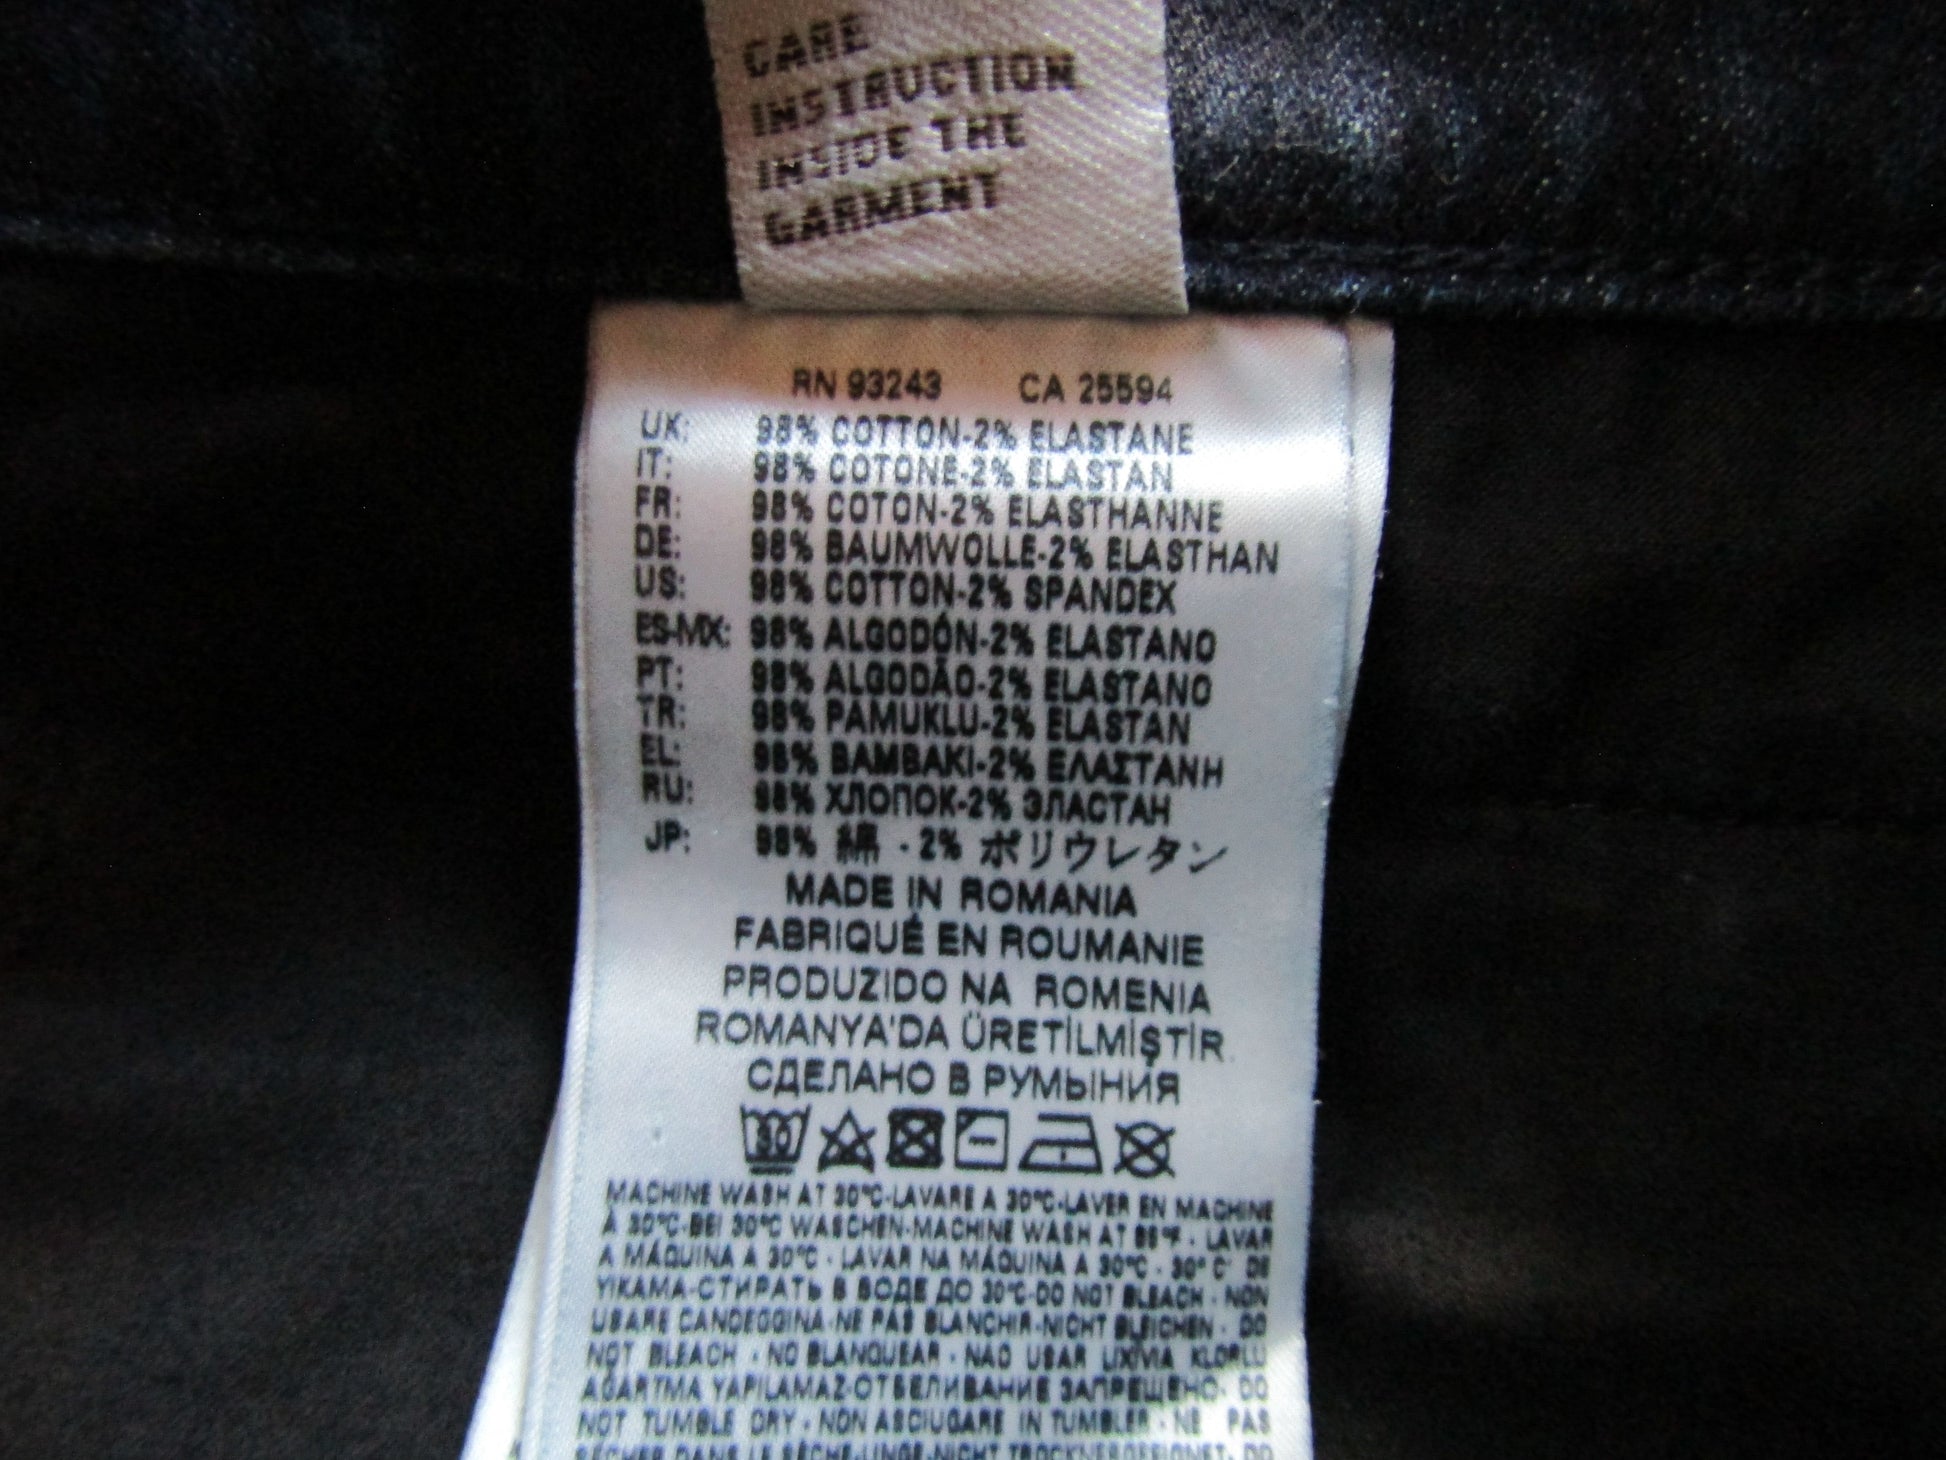 CARE
INSTRUCTION
INSIDE THE
GARMENT
RN 93243 CA 25594
UK: 98% COTTON-2% ELASTANE
IT: 98% COTONE-2% ELASTAN
FR: 98% COTON-2% ELASTHANNE
DE: 98% BAUMWOLLE-2% ELASTHAN
US: 98% COTTON-2% SPANDEX
ES-MX: 98% ALGODÓN-2% ELASTANO
PT: 98% ALGODÃO-2% ELASTANO
TR: 98% PAMUKLU-2% ELASTAN
EL: 98% BAMBAKI-2% ΕΛΑΣΤΑΝΗ
RU: 98% ХЛОПОК-2% ЭЛАСТАН
JP: 98% 綿 · 2% ポリウレタン
MADE IN ROMANIA
FABRIQUÉ EN ROUMANIE
PRODUZIDO NA ROMENIA
ROMANYA'DA ÜRETİLMİŞTİR.
СДЕЛАНО В РУМЫНИЯ
30
MACHINE WASH AT 30°C-LAVARE A 30°C-LAVER EN MACHINE
À 30°C-BEI 30°C WASCHEN-MACHINE WASH AT 86°F - LAVAR
A MÁQUINA A 30°C - LAVAR NA MÁQUINA A 30°C - 30° C' DE
YIKAMA-СТИРАТЬ В ВОДЕ ДО 30°C-DO NOT BLEACH - NON
USARE CANDEGGINA-NE PAS BLANCHIR-NICHT BLEICHEN - DO
NOT BLEACH - NO BLANQUEAR - NAO USAR LIXÍVIA KLORLU
AĞARTMA YAPILAMAZ-ОТБЕЛИВАНИЕ ЗАПРЕЩЕНО- DO
NOT TUMBLE DRY - NON ASCIUGARE IN TUMBLER - NE PAS
SÉCHER DANS LE SÈCHE-LINGE-NICHT TROCKNERGEEIGNET- DO